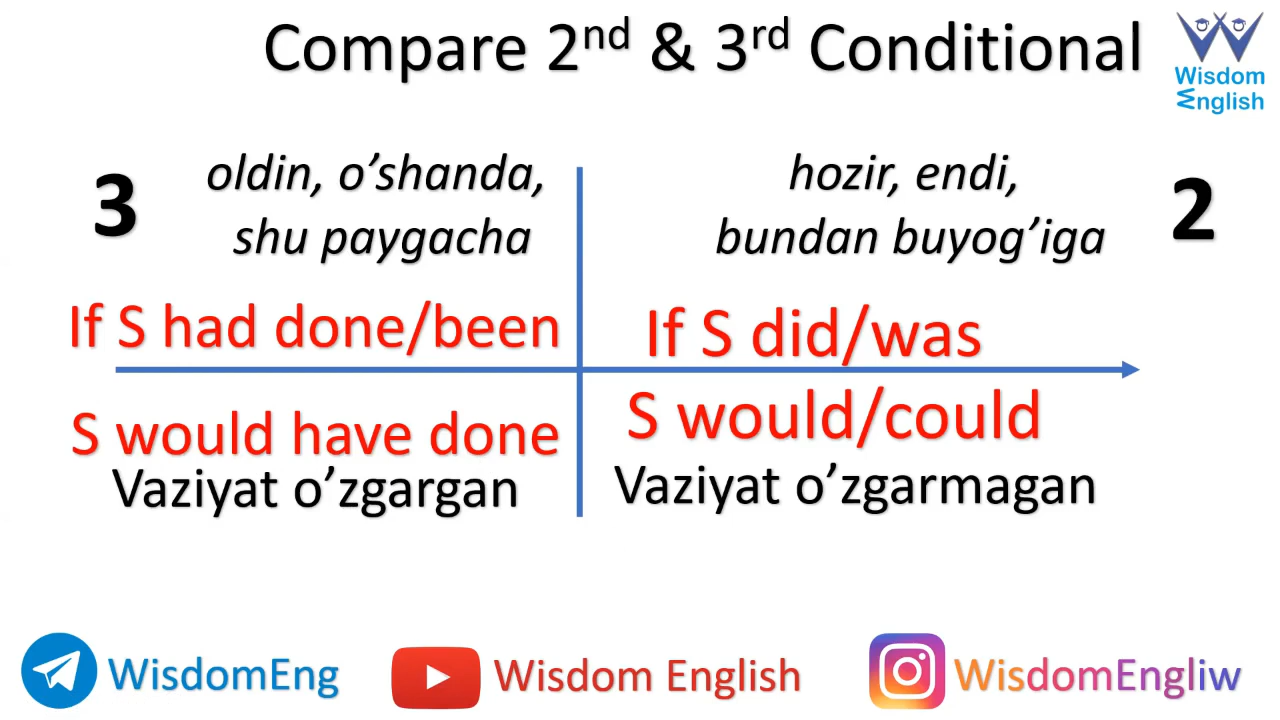 Compare 2nd & 3rd Conditional
Wisdom
English
3
oldin, o’shanda,
shu paygacha
If S had done/been
S would have done
Vaziyat o’zgargan
hozir, endi,
bundan buyog’iga
2
If S did/was
S would/could
Vaziyat o’zgarmagan
WisdomEng
Wisdom English
WisdomEngliw